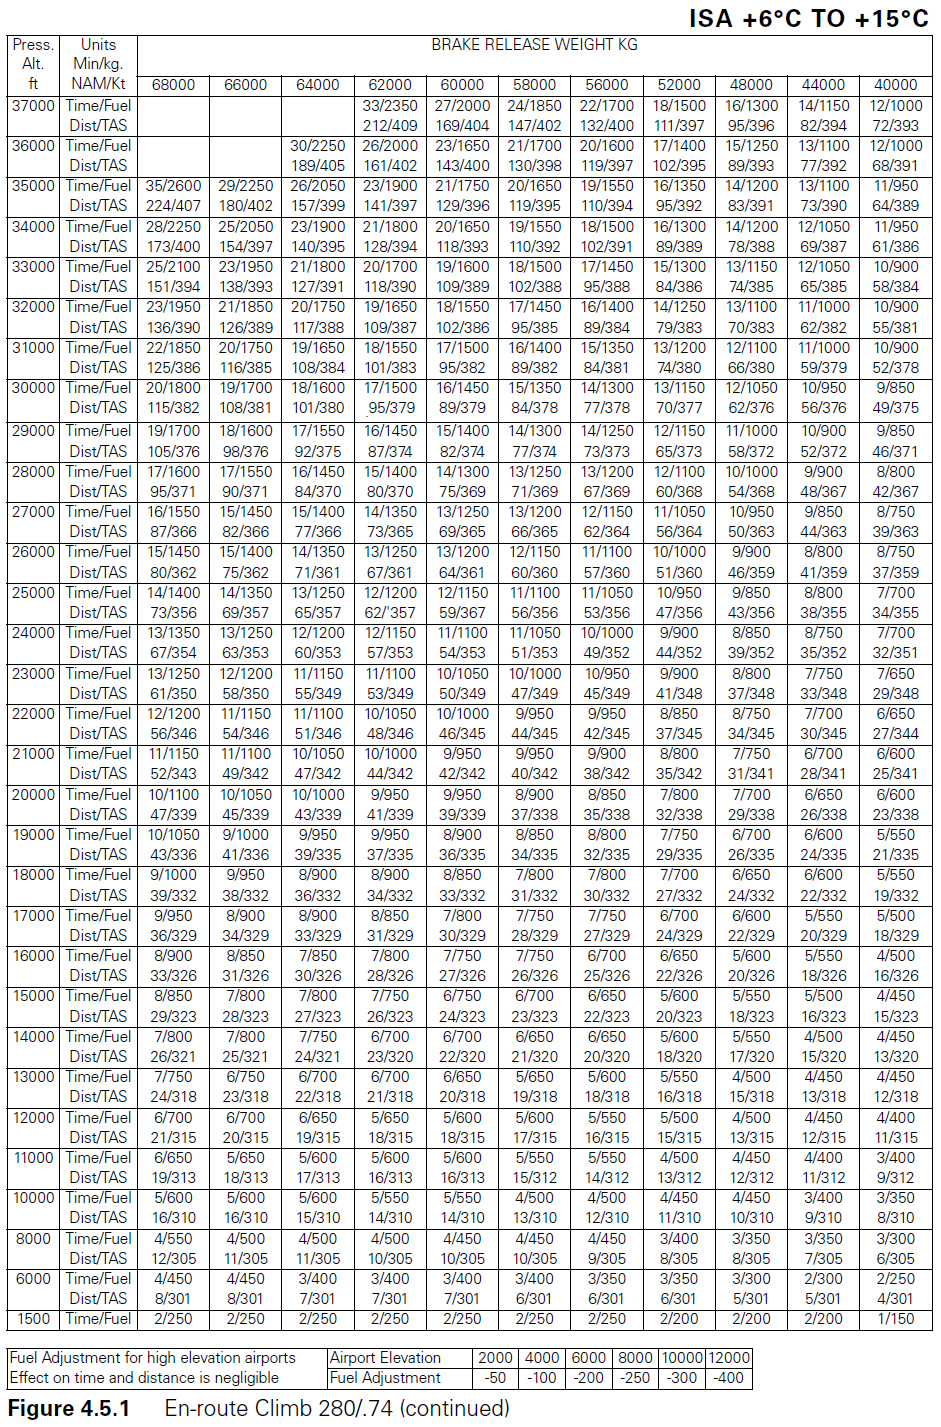 ISA +6°C TO +15°C
Press. Units BRAKE RELEASE WEIGHT KG
Alt. Min/kg.
ft NAM/Kt 68000 66000 64000 62000 60000 58000 56000 52000 48000 44000 40000
37000 Time/Fuel 33/2350 27/2000 24/1850 22/1700 18/1500 16/1300 14/1150 12/1000
Dist/TAS 212/409 169/404 147/402 132/400 111/397 95/396 82/394 72/393
36000 Time/Fuel 30/2250 26/2000 23/1650 21/1700 20/1600 17/1400 15/1250 13/1100 12/1000
Dist/TAS 189/405 161/402 143/400 130/398 119/397 102/395 89/393 77/392 68/391
35000 Time/Fuel 35/2600 29/2250 26/2050 23/1900 21/1750 20/1650 19/1550 16/1350 14/1200 13/1100 11/950
Dist/TAS 224/407 180/402 157/399 141/397 129/396 119/395 110/394 95/392 83/391 73/390 64/389
34000 Time/Fuel 28/2250 25/2050 23/1900 21/1800 20/1650 19/1550 18/1500 16/1300 14/1200 12/1050 11/950
Dist/TAS 173/400 154/397 140/395 128/394 118/393 110/392 102/391 89/389 78/388 69/387 61/386
33000 Time/Fuel 25/2100 23/1950 21/1800 20/1700 19/1600 18/1500 17/1450 15/1300 13/1150 12/1050 10/900
Dist/TAS 151/394 138/393 127/391 118/390 109/389 102/388 95/388 84/386 74/385 65/385 58/384
32000 Time/Fuel 23/1950 21/1850 20/1750 19/1650 18/1550 17/1450 16/1400 14/1250 13/1100 11/1000 10/900
Dist/TAS 136/390 126/389 117/388 109/387 102/386 95/385 89/384 79/383 70/383 62/382 55/381
31000 Time/Fuel 22/1850 20/1750 19/1650 18/1550 17/1500 16/1400 15/1350 13/1200 12/1100 11/1000 10/900
Dist/TAS 125/386 116/385 108/384 101/383 95/382 89/382 84/381 74/380 66/380 59/379 52/378
30000 Time/Fuel 20/1800 19/1700 18/1600 17/1500 16/1450 15/1350 14/1300 13/1150 12/1050 10/950 9/850
Dist/TAS 115/382 108/381 101/380 95/379 89/379 84/378 77/378 70/377 62/376 56/376 49/375
29000 Time/Fuel 19/1700 18/1600 17/1550 16/1450 15/1400 14/1300 14/1250 12/1150 11/1000 10/900 9/850
Dist/TAS 105/376 98/376 92/375 87/374 82/374 77/374 73/373 65/373 58/372 52/372 46/371
28000 Time/Fuel 17/1600 17/1550 16/1450 15/1400 14/1300 13/1250 13/1200 12/1100 10/1000 9/900 8/800
Dist/TAS 95/371 90/371 84/370 80/370 75/369 71/369 67/369 60/368 54/368 48/367 42/367
27000 Time/Fuel 16/1550 15/1450 15/1400 14/1350 13/1250 13/1200 12/1150 11/1050 10/950 9/850 8/750
Dist/TAS 87/366 82/366 77/366 73/365 69/365 66/365 62/364 56/364 50/363 44/363 39/363
26000 Time/Fuel 15/1450 15/1400 14/1350 13/1250 13/1200 12/1150 11/1100 10/1000 9/900 8/800 8/750
Dist/TAS 80/362 75/362 71/361 67/361 64/361 60/360 57/360 51/360 46/359 41/359 37/359
25000 Time/Fuel 14/1400 14/1350 13/1250 12/1200 12/1150 11/1100 11/1050 10/950 9/850 8/800 7/700
Dist/TAS 73/356 69/357 65/357 62/'357 59/367 56/356 53/356 47/356 43/356 38/355 34/355
24000 Time/Fuel 13/1350 13/1250 12/1200 12/1150 11/1100 11/1050 10/1000 9/900 8/850 8/750 7/700
Dist/TAS 67/354 63/353 60/353 57/353 54/353 51/353 49/352 44/352 39/352 35/352 32/351
23000 Time/Fuel 13/1250 12/1200 11/1150 11/1100 10/1050 10/1000 10/950 9/900 8/800 7/750 7/650
Dist/TAS 61/350 58/350 55/349 53/349 50/349 47/349 45/349 41/348 37/348 33/348 29/348
22000 Time/Fuel 12/1200 11/1150 11/1100 10/1050 10/1000 9/950 9/950 8/850 8/750 7/700 6/650
Dist/TAS 56/346 54/346 51/346 48/346 46/345 44/345 42/345 37/345 34/345 30/345 27/344
21000 Time/Fuel 11/1150 11/1100 10/1050 10/1000 9/950 9/950 9/900 8/800 7/750 6/700 6/600
Dist/TAS 52/343 49/342 47/342 44/342 42/342 40/342 38/342 35/342 31/341 28/341 25/341
20000 Time/Fuel 10/1100 10/1050 10/1000 9/950 9/950 8/900 8/850 7/800 7/700 6/650 6/600
Dist/TAS 47/339 45/339 43/339 41/339 39/339 37/338 35/338 32/338 29/338 26/338 23/338
19000 Time/Fuel 10/1050 9/1000 9/950 9/950 8/900 8/850 8/800 7/750 6/700 6/600 5/550
Dist/TAS 43/336 41/336 39/335 37/335 36/335 34/335 32/335 29/335 26/335 24/335 21/335
18000 Time/Fuel 9/1000 9/950 8/900 8/900 8/850 7/800 7/800 7/700 6/650 6/600 5/550
Dist/TAS 39/332 38/332 36/332 34/332 33/332 31/332 30/332 27/332 24/332 22/332 19/332
17000 Time/Fuel 9/950 8/900 8/900 8/850 7/800 7/750 7/750 6/700 6/600 5/550 5/500
Dist/TAS 36/329 34/329 33/329 31/329 30/329 28/329 27/329 24/329 22/329 20/329 18/329
16000 Time/Fuel 8/900 8/850 7/850 7/800 7/750 7/750 6/700 6/650 5/600 5/550 4/500
Dist/TAS 33/326 31/326 30/326 28/326 27/326 26/326 25/326 22/326 20/326 18/326 16/326
15000 Time/Fuel 8/850 7/800 7/800 7/750 6/750 6/700 6/650 5/600 5/550 5/500 4/450
Dist/TAS 29/323 28/323 27/323 26/323 24/323 23/323 22/323 20/323 18/323 16/323 15/323
14000 Time/Fuel 7/800 7/800 7/750 6/700 6/700 6/650 6/650 5/600 5/550 4/500 4/450
Dist/TAS 26/321 25/321 24/321 23/320 22/320 21/320 20/320 18/320 17/320 15/320 13/320
13000 Time/Fuel 7/750 6/750 6/700 6/700 6/650 5/650 5/600 5/550 4/500 4/450 4/450
Dist/TAS 24/318 23/318 22/318 21/318 20/318 19/318 18/318 16/318 15/318 13/318 12/318
12000 Time/Fuel 6/700 6/700 6/650 5/650 5/600 5/600 5/550 5/500 4/500 4/450 4/400
Dist/TAS 21/315 20/315 19/315 18/315 18/315 17/315 16/315 15/315 13/315 12/315 11/315
11000 Time/Fuel 6/650 5/650 5/600 5/600 5/600 5/550 5/550 4/500 4/450 4/400 3/400
Dist/TAS 19/313 18/313 17/313 16/313 16/313 15/312 14/312 13/312 12/312 11/312 9/312
10000 Time/Fuel 5/600 5/600 5/600 5/550 5/550 4/500 4/500 4/450 4/450 3/400 3/350
Dist/TAS 16/310 16/310 15/310 14/310 14/310 13/310 12/310 11/310 10/310 9/310 8/310
8000 Time/Fuel 4/550 4/500 4/500 4/500 4/450 4/450 4/450 3/400 3/350 3/350 3/300
Dist/TAS 12/305 11/305 11/305 10/305 10/305 10/305 9/305 8/305 8/305 7/305 6/305
6000 Time/Fuel 4/450 4/450 3/400 3/400 3/400 3/400 3/350 3/350 3/300 2/300 2/250
Dist/TAS 8/301 8/301 7/301 7/301 7/301 6/301 6/301 6/301 5/301 5/301 4/301
1500 Time/Fuel 2/250 2/250 2/250 2/250 2/250 2/250 2/250 2/200 2/200 2/200 1/150
Fuel Adjustment for high elevation airports Airport Elevation 2000 4000 6000 8000 10000 12000
Effect on time and distance is negligible Fuel Adjustment -50 -100 -200 -250 -300 -400
Figure 4.5.1 En-route Climb 280/.74 (continued)